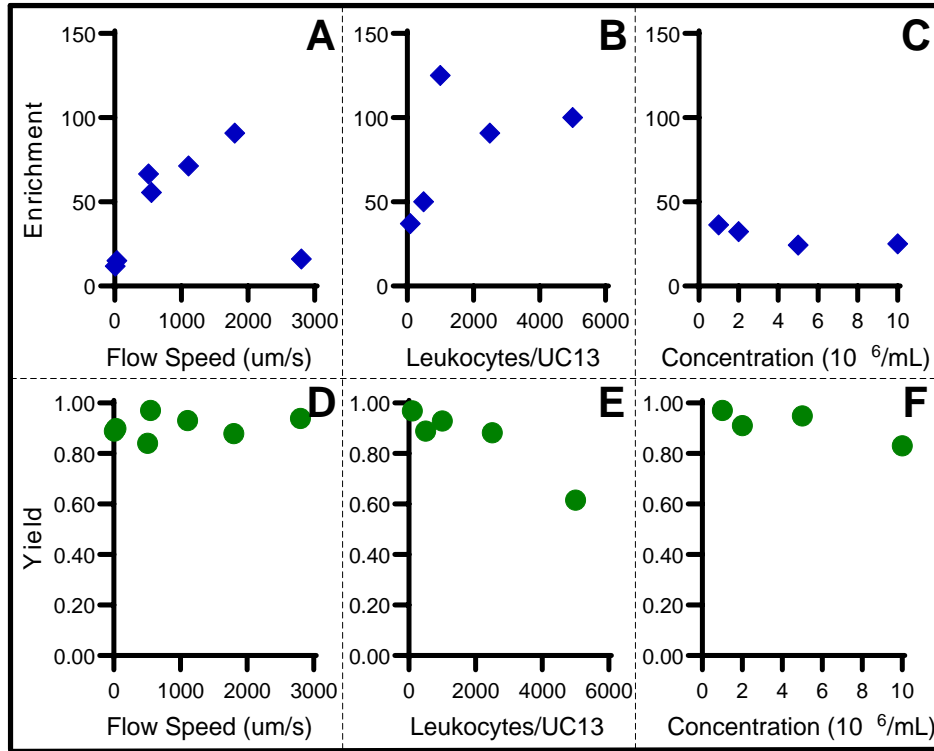 A B C
150 150 150
100 100 100
50 50 50
0 0 0
Enrichment
0 1000 2000 3000 0 2000 4000 6000 0 2 4 6 8 10
Flow Speed (um/s) Leukocytes/UC13 Concentration (10 6/mL)
D E F
1.00 1.00 1.00
0.80 0.80 0.80
0.60 0.60 0.60
0.40 0.40 0.40
0.20 0.20 0.20
0.00 0.00 0.00
Yield
0 1000 2000 3000 0 2000 4000 6000 0 2 4 6 8 10
Flow Speed (um/s) Leukocytes/UC13 Concentration (10 6/mL)